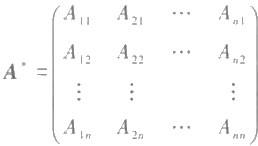 A* = ( A₁₁ A₂₁ ⋯ Aₙ₁
A₁₂ A₂₂ ⋯ Aₙ₂
⋮ ⋮ ⋮
A₁ₙ A₂ₙ ⋯ Aₙₙ )